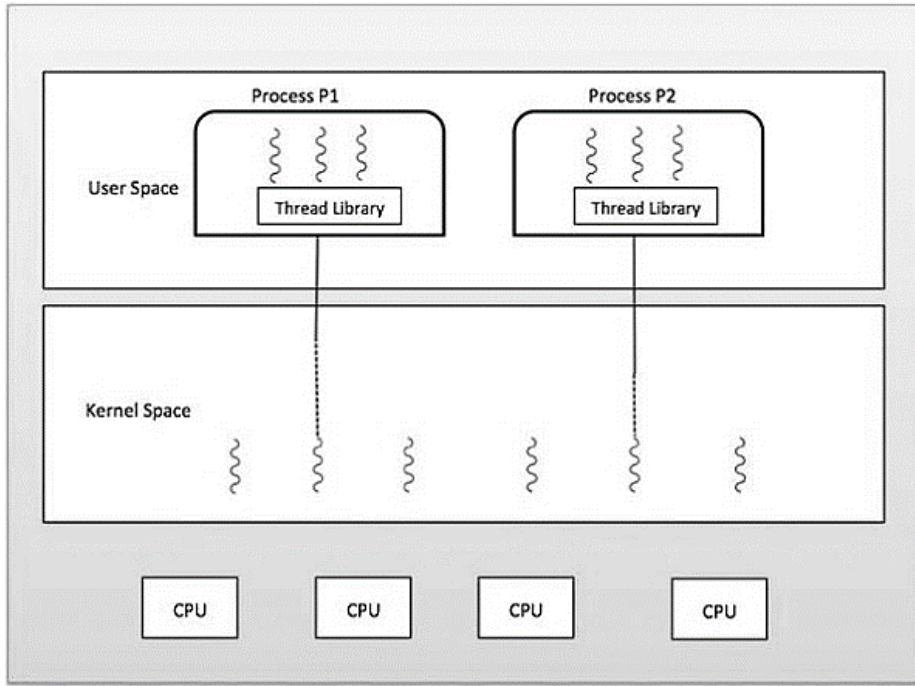 Process P1
Process P2
User Space
Thread Library
Thread Library
Kernel Space
CPU
CPU
CPU
CPU